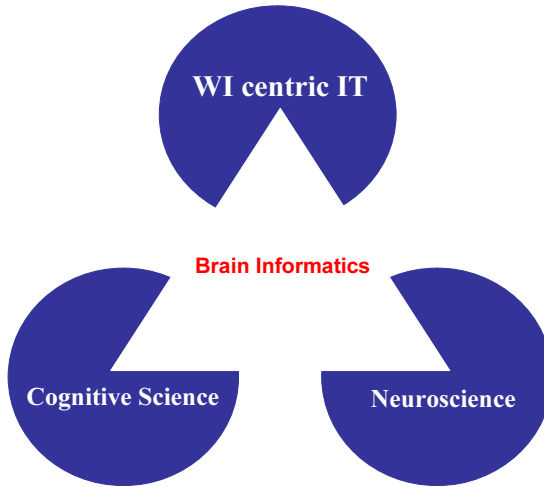 WI centric IT
Brain Informatics
Cognitive Science
Neuroscience